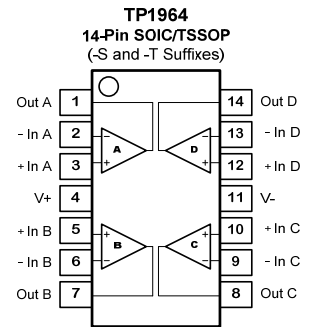 TP1964
14-Pin SOIC/TSSOP
(-S and -T Suffixes)
Out A 1 14 Out D
- In A 2 13 - In D
+ In A 3 12 + In D
A D
V+ 4 11 V-
+ In B 5 10 + In C
- In B 6 9 - In C
B C
Out B 7 8 Out C